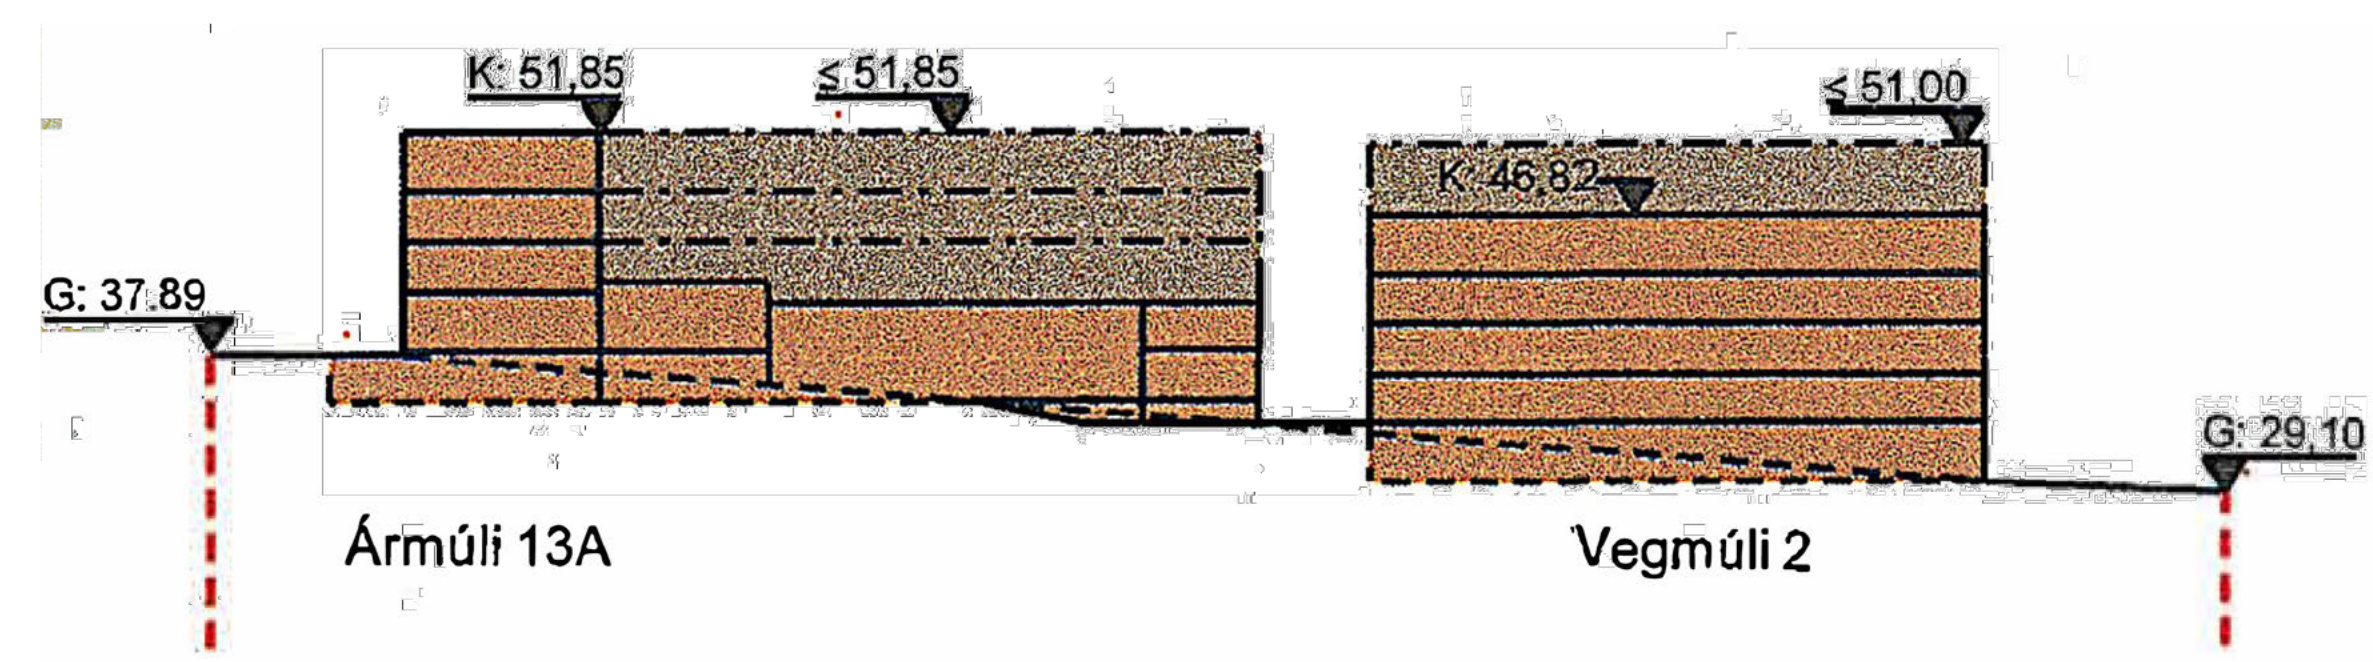 K: 51,85
≤ 51,85
≤ 51,00
K: 46,82
G: 37,89
G: 29,10
Ármúli 13A
Vegmúli 2